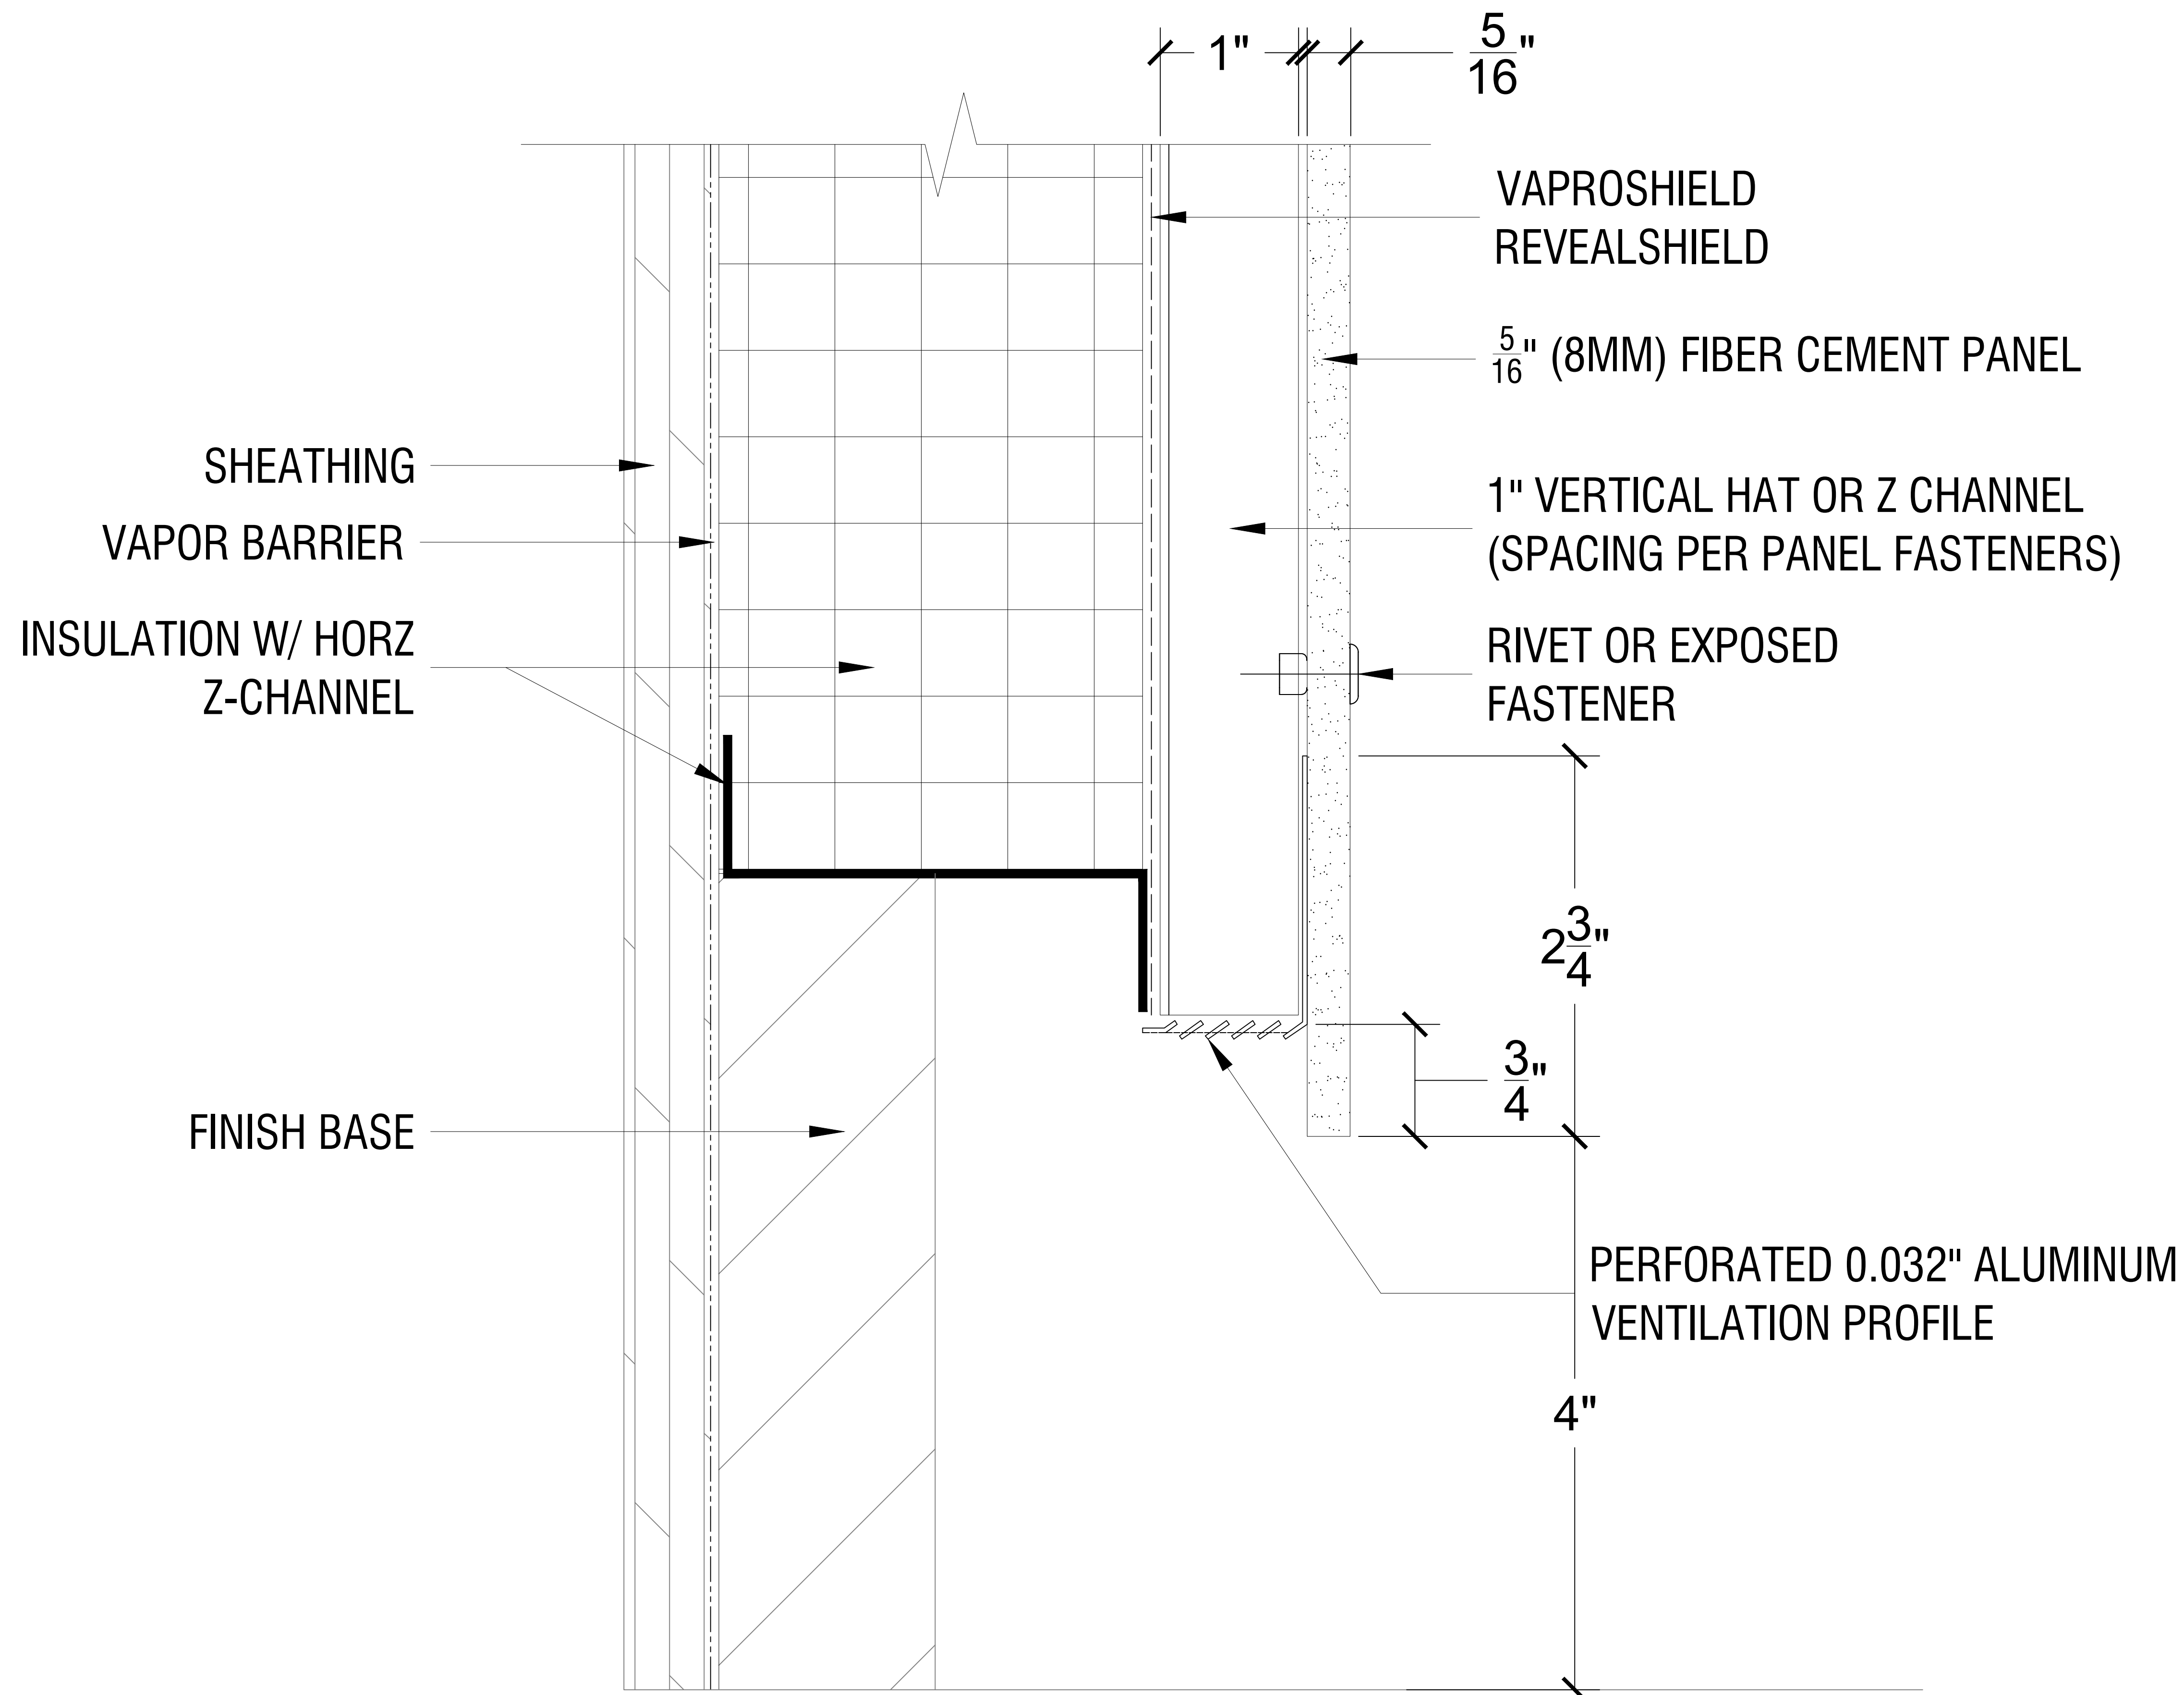 1"
5/16"
VAPROSHIELD
REVEALSHIELD
5/16" (8MM) FIBER CEMENT PANEL
SHEATHING
VAPOR BARRIER
1" VERTICAL HAT OR Z CHANNEL
(SPACING PER PANEL FASTENERS)
INSULATION W/ HORZ
Z-CHANNEL
RIVET OR EXPOSED
FASTENER
2 3/4"
3/4"
FINISH BASE
PERFORATED 0.032" ALUMINUM
VENTILATION PROFILE
4"